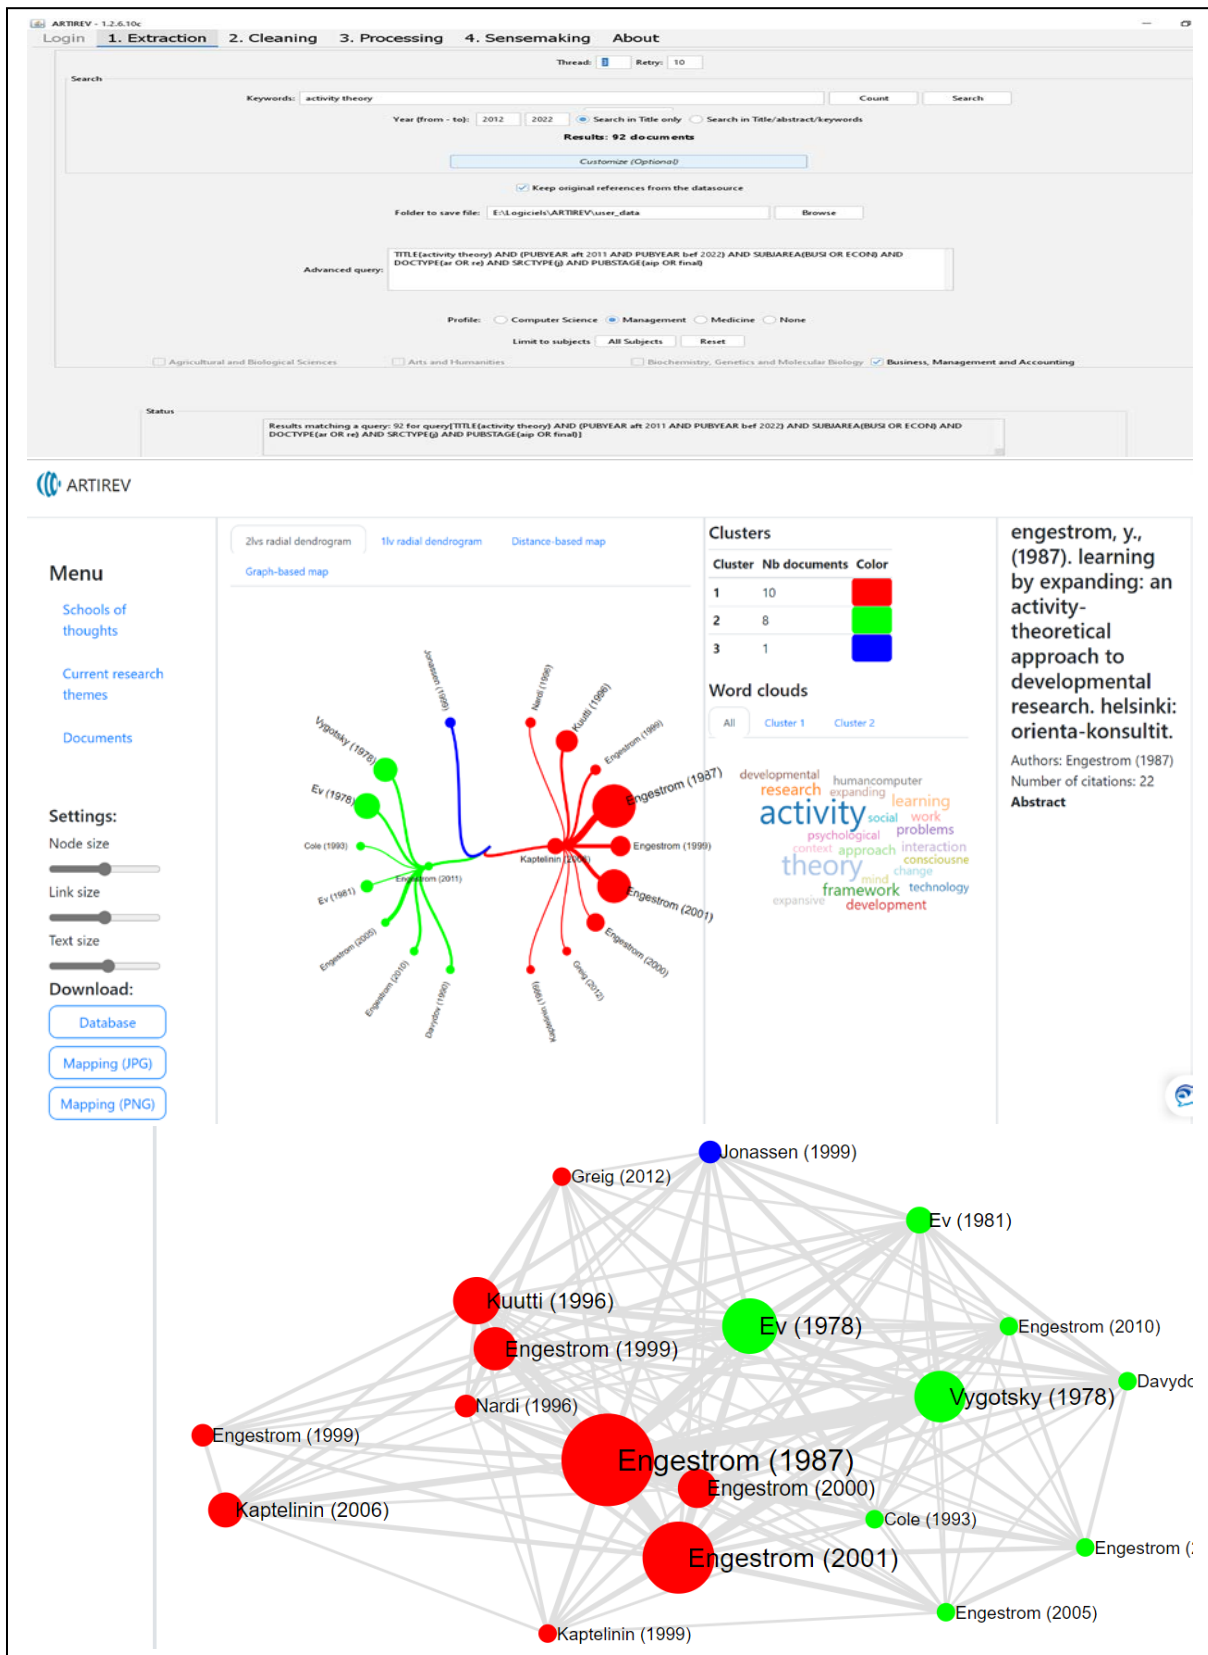 ARTIREV - 1.2.6.10c
Login 1. Extraction 2. Cleaning 3. Processing 4. Sensemaking About
Thread: 3 Retry: 10
Search
Keywords: activity theory Count Search
Year (from - to): 2012 2022 Search in Title only Search in Title/abstract/keywords
Results: 92 documents
Customize (Optional)
Keep original references from the datasource
Folder to save file: E:\Logiciels\ARTIREV\user_data Browse
Advanced query: TITLE(activity theory) AND (PUBYEAR aft 2011 AND PUBYEAR bef 2022) AND SUBJAREA(BUSI OR ECON) AND
DOCTYPE(ar OR re) AND SRCTYPE(j) AND PUBSTAGE(aip OR final)
Profile: Computer Science Management Medicine None
Limit to subjects All Subjects Reset
Agricultural and Biological Sciences Arts and Humanities Biochemistry, Genetics and Molecular Biology Business, Management and Accounting
Status
Results matching a query: 92 for query[TITLE(activity theory) AND (PUBYEAR aft 2011 AND PUBYEAR bef 2022) AND SUBJAREA(BUSI OR ECON) AND
DOCTYPE(ar OR re) AND SRCTYPE(j) AND PUBSTAGE(aip OR final)]
ARTIREV
Menu
Schools of
thoughts
Current research
themes
Documents
Settings:
Node size
Link size
Text size
Download:
Database
Mapping (JPG)
Mapping (PNG)
2lvs radial dendrogram 1lv radial dendrogram Distance-based map
Graph-based map
Jonassen (1999)
Nardi (1996)
Kuutti (1996)
Engestrom (1999)
Engestrom (1987)
Engestrom (1999)
Engestrom (2001)
Engestrom (2000)
Greig (2012)
Kaptelinin (1999)
Kaptelinin (2006)
Vygotsky (1978)
Ev (1978)
Cole (1993)
Ev (1981)
Engestrom (2005)
Engestrom (2010)
Davydov (1990)
Engestrom (2011)
Clusters
Cluster Nb documents Color
1 10
2 8
3 1
Word clouds
All Cluster 1 Cluster 2
developmental humancomputer
research expanding learning
activity social work
psychological problems
context approach interaction
theory consciousne
mind change
framework technology
expansive development
engestrom, y.,
(1987). learning
by expanding: an
activity-
theoretical
approach to
developmental
research. helsinki:
orienta-konsultit.
Authors: Engestrom (1987)
Number of citations: 22
Abstract
Jonassen (1999)
Greig (2012)
Ev (1981)
Kuutti (1996)
Ev (1978)
Engestrom (2010)
Engestrom (1999)
Davydo
Vygotsky (1978)
Nardi (1996)
Engestrom (1999)
Engestrom (1987)
Engestrom (2000)
Kaptelinin (2006)
Cole (1993)
Engestrom (2
Engestrom (2001)
Engestrom (2005)
Kaptelinin (1999)